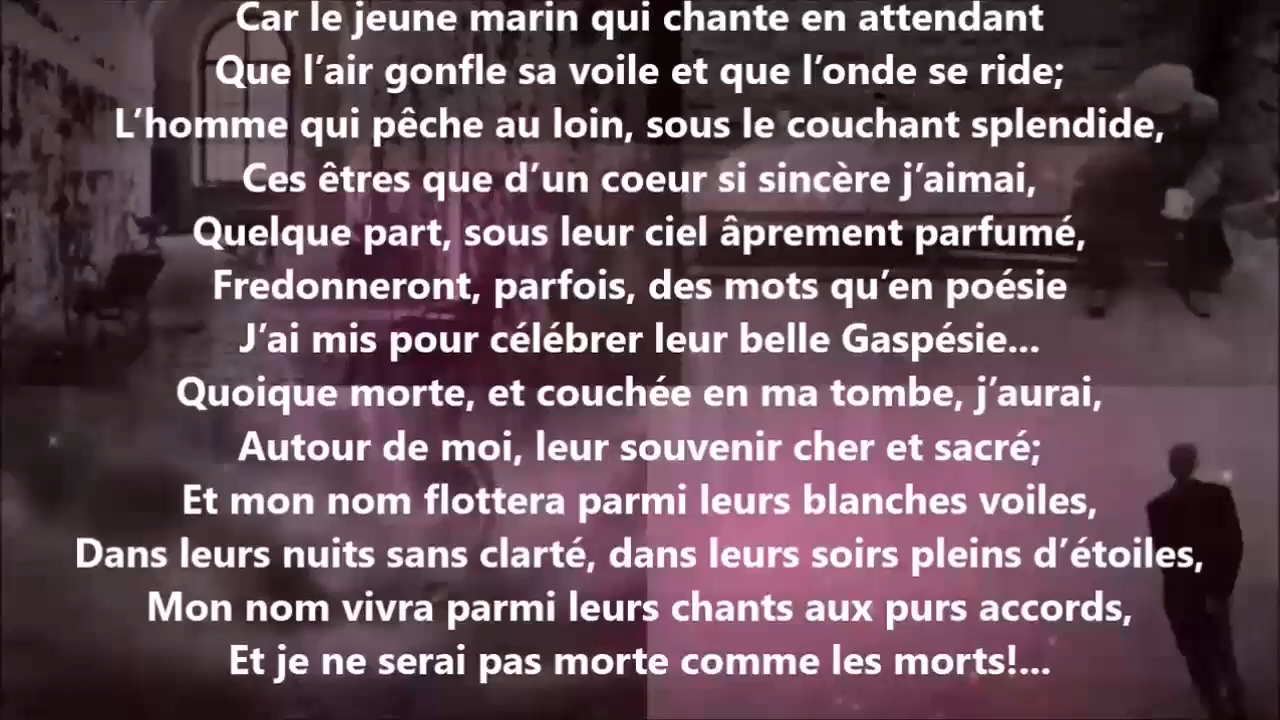 Car le jeune marin qui chante en attendant
Que l’air gonfle sa voile et que l’onde se ride;
L’homme qui pêche au loin, sous le couchant splendide,
Ces êtres que d’un coeur si sincère j’aimai,
Quelque part, sous leur ciel âprement parfumé,
Fredonneront, parfois, des mots qu’en poésie
J’ai mis pour célébrer leur belle Gaspésie...
Quoique morte, et couchée en ma tombe, j’aurai,
Autour de moi, leur souvenir cher et sacré;
Et mon nom flottera parmi leurs blanches voiles,
Dans leurs nuits sans clarté, dans leurs soirs pleins d’étoiles,
Mon nom vivra parmi leurs chants aux purs accords,
Et je ne serai pas morte comme les morts!...